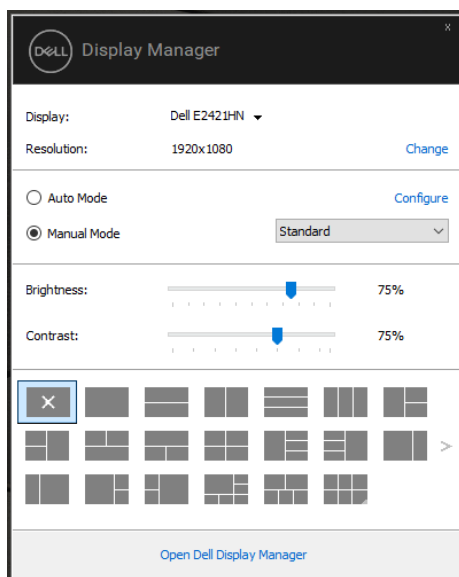 x
DELL Display Manager
Display: Dell E2421HN
Resolution: 1920x1080 Change
Auto Mode Configure
Manual Mode Standard
Brightness: 75%
Contrast: 75%
Open Dell Display Manager